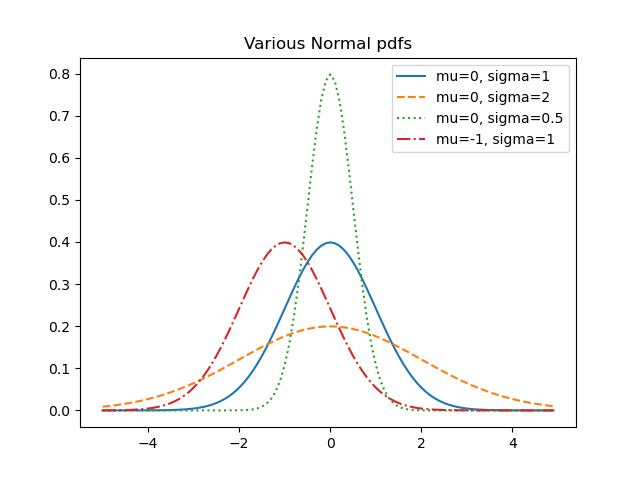 Various Normal pdfs
mu=0, sigma=1
mu=0, sigma=2
mu=0, sigma=0.5
mu=-1, sigma=1
0.8
0.7
0.6
0.5
0.4
0.3
0.2
0.1
0.0
−4 −2 0 2 4